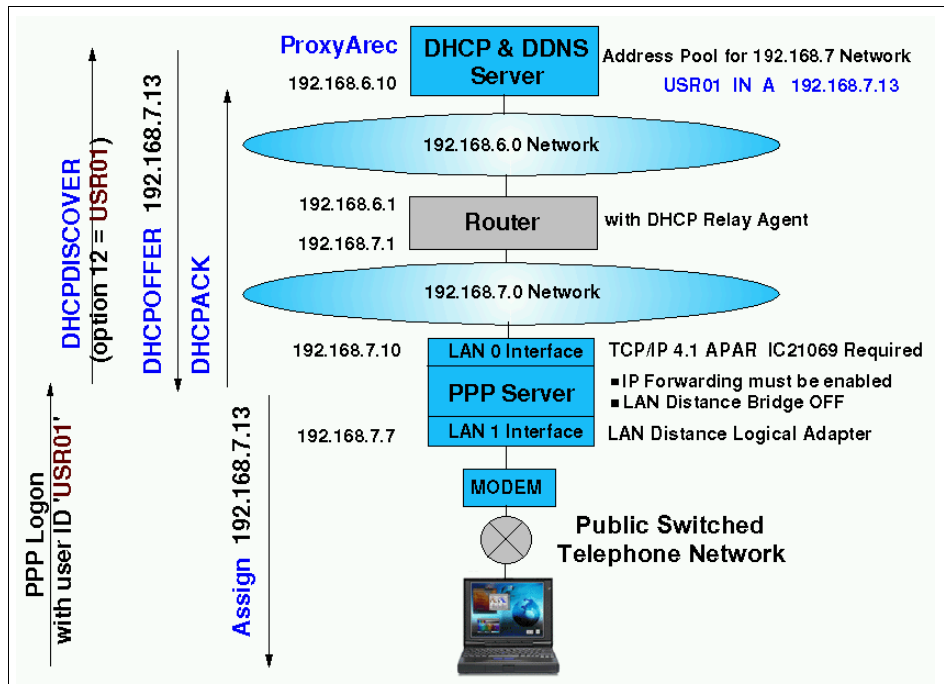 ProxyArec
192.168.6.10
DHCP & DDNS
Server
Address Pool for 192.168.7 Network
USR01 IN A 192.168.7.13
192.168.6.0 Network
192.168.6.1
192.168.7.1
Router
with DHCP Relay Agent
192.168.7.0 Network
192.168.7.10
LAN 0 Interface
TCP/IP 4.1 APAR IC21069 Required
PPP Server
■ IP Forwarding must be enabled
■ LAN Distance Bridge OFF
192.168.7.7
LAN 1 Interface
LAN Distance Logical Adapter
MODEM
Public Switched
Telephone Network
PPP Logon
with user ID 'USR01'
DHCPDISCOVER
(option 12 = USR01)
DHCPOFFER 192.168.7.13
DHCPACK
Assign 192.168.7.13